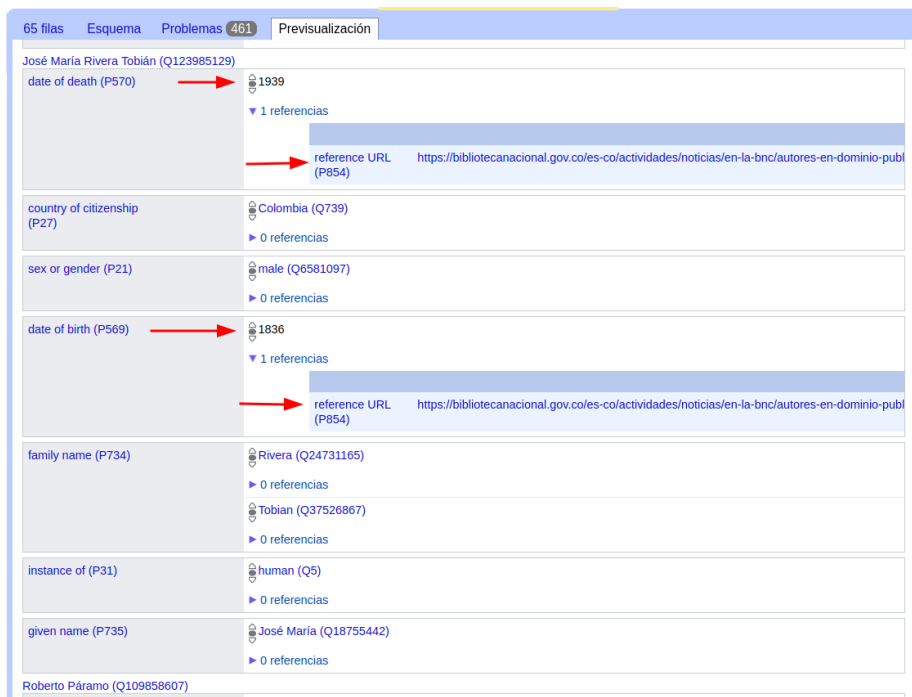 65 filas Esquema Problemas 461 Previsualización
José María Rivera Tobián (Q123985129)
date of death (P570) 1939
1 referencias
reference URL https://bibliotecanacional.gov.co/es-co/actividades/noticias/en-la-bnc/autores-en-dominio-publ
(P854)
country of citizenship Colombia (Q739)
(P27)
0 referencias
sex or gender (P21) male (Q6581097)
0 referencias
date of birth (P569) 1836
1 referencias
reference URL https://bibliotecanacional.gov.co/es-co/actividades/noticias/en-la-bnc/autores-en-dominio-publ
(P854)
family name (P734) Rivera (Q24731165)
0 referencias
Tobian (Q37526867)
0 referencias
instance of (P31) human (Q5)
0 referencias
given name (P735) José María (Q18755442)
0 referencias
Roberto Páramo (Q109858607)